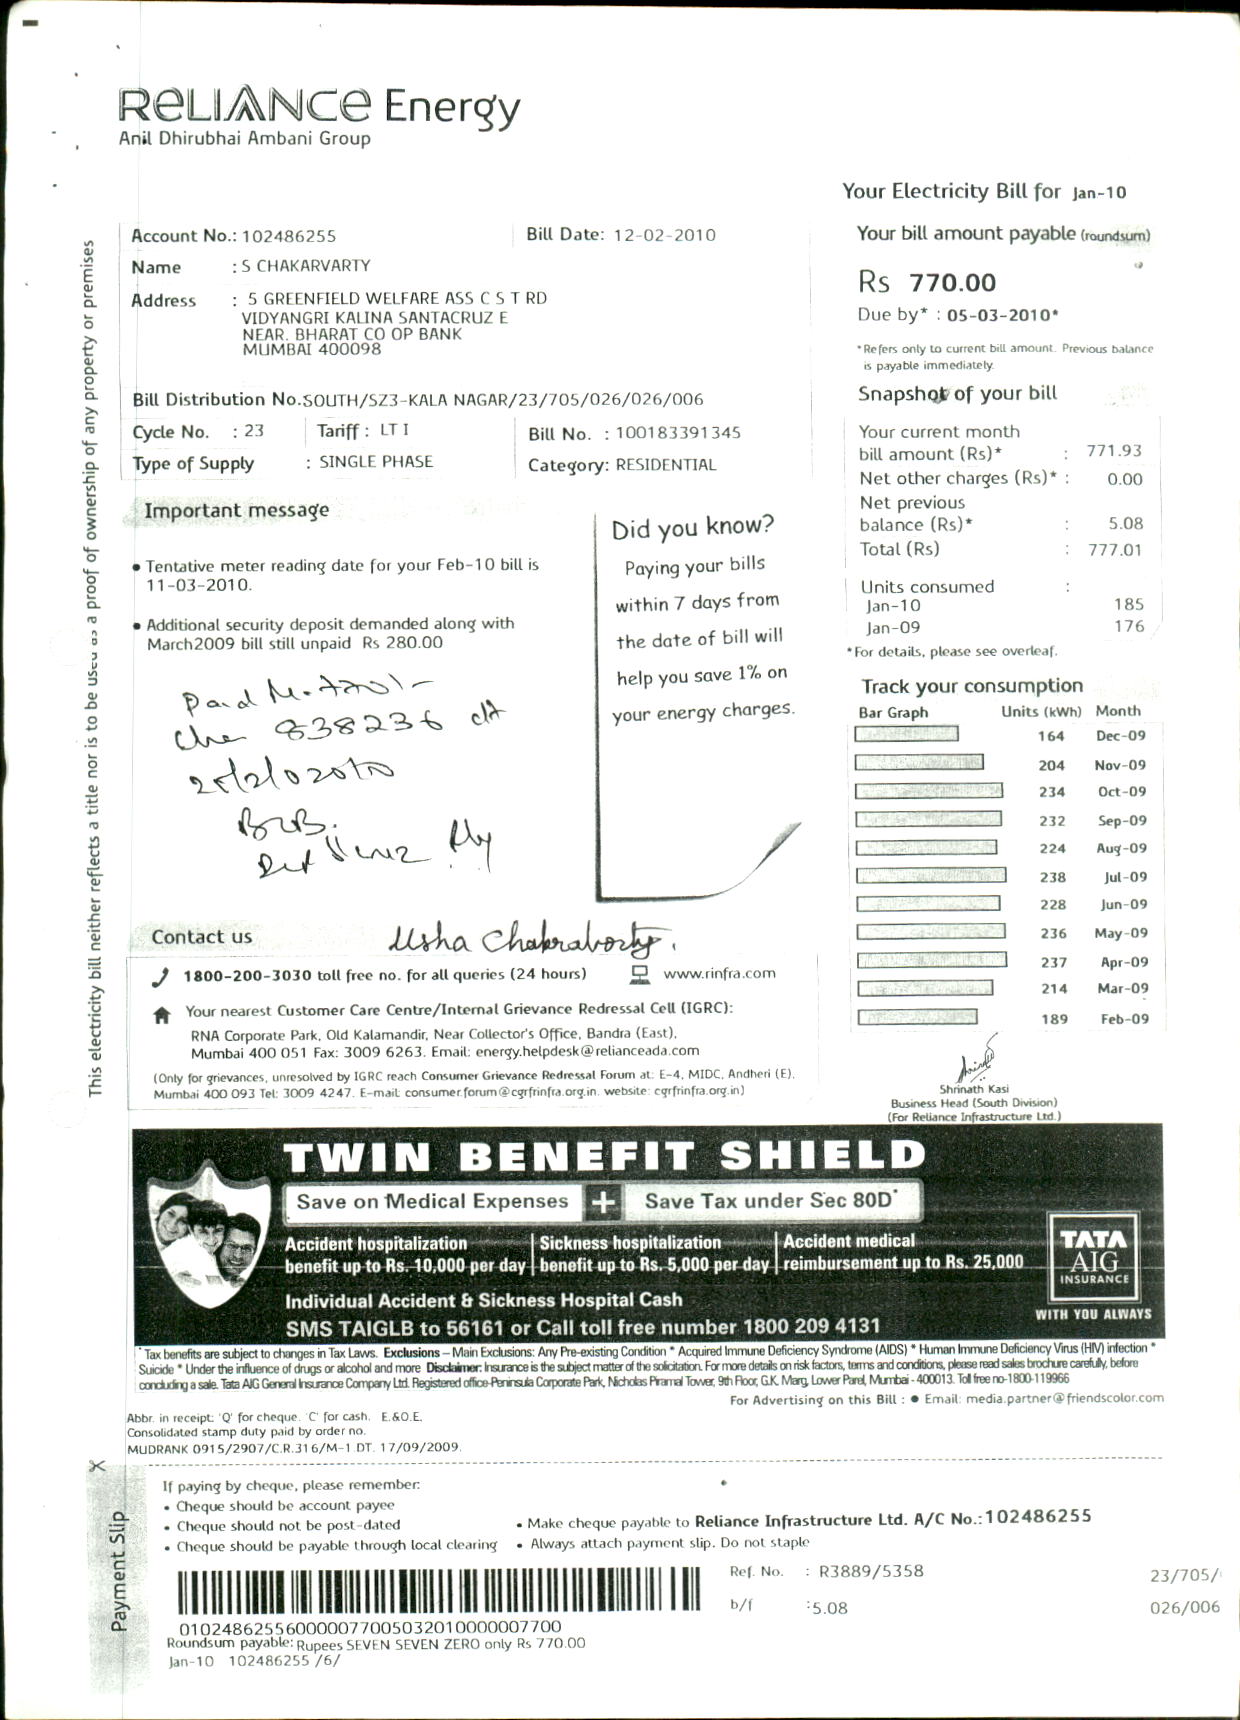 RELIANCE Energy
Anil Dhirubhai Ambani Group
Your Electricity Bill for Jan-10
Account No.: 102486255
Bill Date: 12-02-2010
Name : S CHAKARVARTY
Address : 5 GREENFIELD WELFARE ASS C S T RD
VIDYANGRI KALINA SANTACRUZ E
NEAR. BHARAT CO OP BANK
MUMBAI 400098
Bill Distribution No.:SOUTH/SZ3-KALA NAGAR/23/705/026/026/006
Cycle No. : 23 Tariff : LT I Bill No. : 100183391345
Type of Supply : SINGLE PHASE Category: RESIDENTIAL
Your bill amount payable (roundsum)
Rs 770.00
Due by* : 05-03-2010*
*Refers only to current bill amount. Previous balance
is payable immediately.
Snapshot of your bill
Your current month
bill amount (Rs)* : 771.93
Net other charges (Rs)* : 0.00
Net previous
balance (Rs)* : 5.08
Total (Rs) : 777.01
Units consumed :
Jan-10 185
Jan-09 176
*For details, please see overleaf.
This electricity bill neither reflects a title nor is to be used as a proof of ownership of any property or premises
Important message
• Tentative meter reading date for your Feb-10 bill is
11-03-2010.
• Additional security deposit demanded along with
March2009 bill still unpaid Rs 280.00
Paid
838236 dt
Did you know?
Paying your bills
within 7 days from
the date of bill will
help you save 1% on
your energy charges.
Track your consumption
Bar Graph Units (kWh) Month
164 Dec-09
204 Nov-09
234 Oct-09
232 Sep-09
224 Aug-09
238 Jul-09
228 Jun-09
236 May-09
237 Apr-09
214 Mar-09
189 Feb-09
Shrinath Kasi
Business Head (South Division)
(For Reliance Infrastructure Ltd.)
Contact us
Usha Chakraborty.
1800-200-3030 toll free no. for all queries (24 hours) www.rinfra.com
Your nearest Customer Care Centre/Internal Grievance Redressal Cell (IGRC):
RNA Corporate Park, Old Kalamandir, Near Collector's Office, Bandra (East),
Mumbai 400 051 Fax: 3009 6263. Email: energy.helpdesk@relianceada.com
(Only for grievances, unresolved by IGRC reach Consumer Grievance Redressal Forum at: E-4, MIDC, Andheri (E),
Mumbai 400 093 Tel: 3009 4247. E-mail: consumer.forum@cgrfrinfra.org.in. website: cgrfrinfra.org.in)
TWIN BENEFIT SHIELD
Save on Medical Expenses + Save Tax under Sec 80D*
Accident hospitalization
benefit up to Rs. 10,000 per day
Sickness hospitalization
benefit up to Rs. 5,000 per day
Accident medical
reimbursement up to Rs. 25,000
Individual Accident & Sickness Hospital Cash
SMS TAIGLB to 56161 or Call toll free number 1800 209 4131
TATA
AIG
INSURANCE
WITH YOU ALWAYS
*Tax benefits are subject to changes in Tax Laws. Exclusions – Main Exclusions: Any Pre-existing Condition * Acquired Immune Deficiency Syndrome (AIDS) * Human Immune Deficiency Virus (HIV) infection *
Suicide * Under the influence of drugs or alcohol and more Disclaimer: Insurance is the subject matter of the solicitation. For more details on risk factors, terms and conditions, please read sales brochure carefully, before
concluding a sale. Tata AIG General Insurance Company Ltd. Registered office-Peninsula Corporate Park, Nicholas Piramal Tower, 9th Floor, G.K. Marg, Lower Parel, Mumbai - 400013. Toll free no-1800-119966
For Advertising on this Bill : • Email: media.partner@friendscolor.com
Abbr. in receipt: 'Q' for cheque. 'C' for cash. E.&O.E.
Consolidated stamp duty paid by order no.
MUDRANK 0915/2907/C.R.316/M-1 DT. 17/09/2009.
Payment Slip
If paying by cheque, please remember:
• Cheque should be account payee
• Cheque should not be post-dated
• Cheque should be payable through local clearing
• Make cheque payable to Reliance Infrastructure Ltd. A/C No.:102486255
• Always attach payment slip. Do not staple
Ref. No. : R3889/5358 23/705/
b/f :5.08 026/006
010248625560000077005032010000007700
Roundsum payable: Rupees SEVEN SEVEN ZERO only Rs 770.00
Jan-10 102486255 /6/